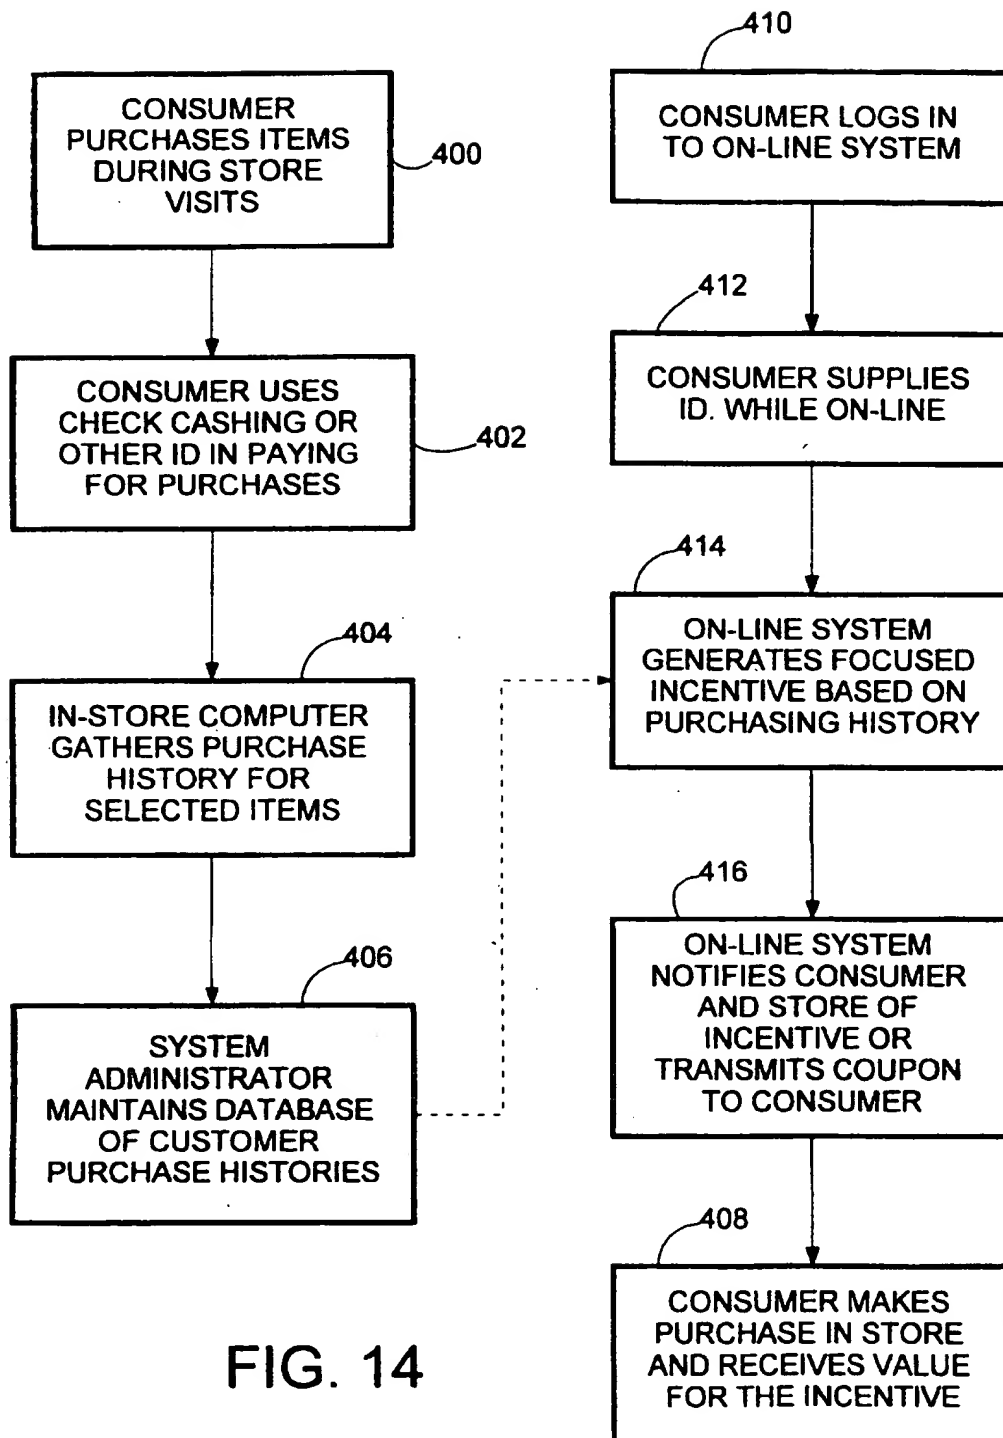 CONSUMER
PURCHASES ITEMS
DURING STORE
VISITS
400
CONSUMER USES
CHECK CASHING OR
OTHER ID IN PAYING
FOR PURCHASES
402
404
IN-STORE COMPUTER
GATHERS PURCHASE
HISTORY FOR
SELECTED ITEMS
406
SYSTEM
ADMINISTRATOR
MAINTAINS DATABASE
OF CUSTOMER
PURCHASE HISTORIES
410
CONSUMER LOGS IN
TO ON-LINE SYSTEM
412
CONSUMER SUPPLIES
ID. WHILE ON-LINE
414
ON-LINE SYSTEM
GENERATES FOCUSED
INCENTIVE BASED ON
PURCHASING HISTORY
416
ON-LINE SYSTEM
NOTIFIES CONSUMER
AND STORE OF
INCENTIVE OR
TRANSMITS COUPON
TO CONSUMER
408
CONSUMER MAKES
PURCHASE IN STORE
AND RECEIVES VALUE
FOR THE INCENTIVE
FIG. 14